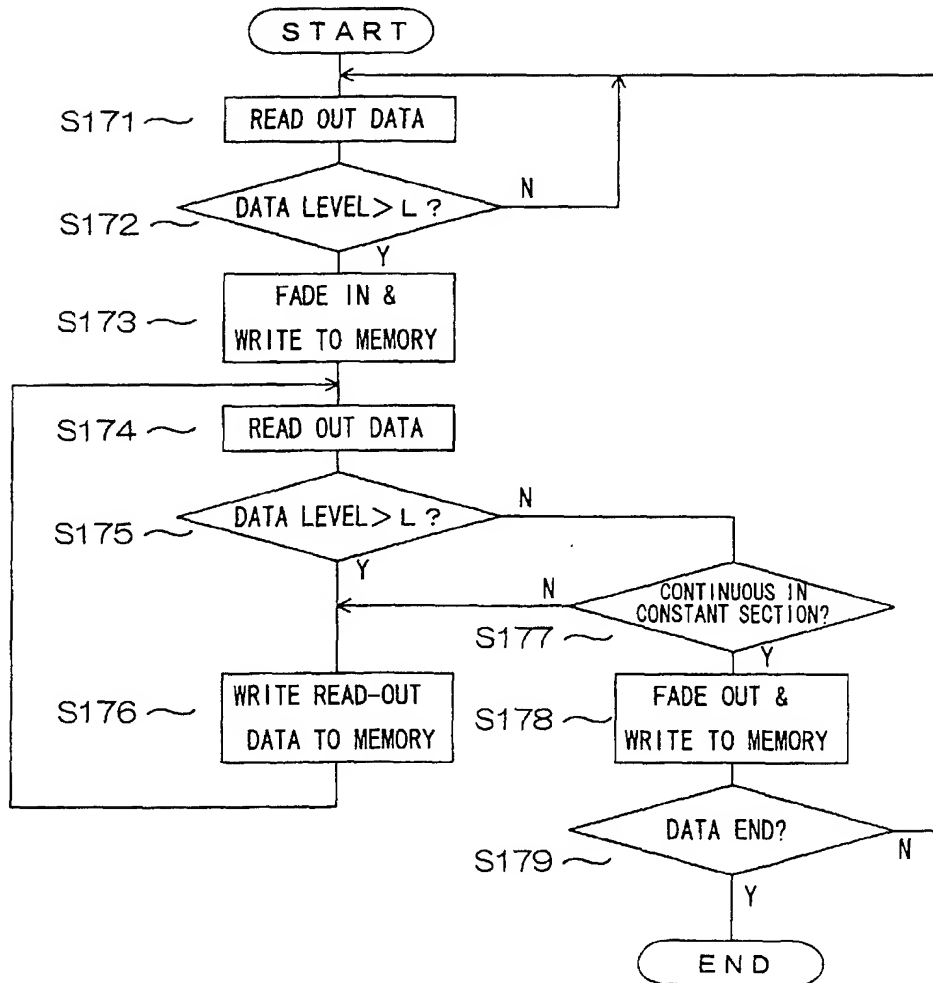 START
S171
READ OUT DATA
S172
DATA LEVEL> L ?
N
Y
S173
FADE IN &
WRITE TO MEMORY
S174
READ OUT DATA
S175
DATA LEVEL> L ?
N
Y
N
CONTINUOUS IN
CONSTANT SECTION?
S177
Y
S176
WRITE READ-OUT
DATA TO MEMORY
S178
FADE OUT &
WRITE TO MEMORY
S179
DATA END?
N
Y
END